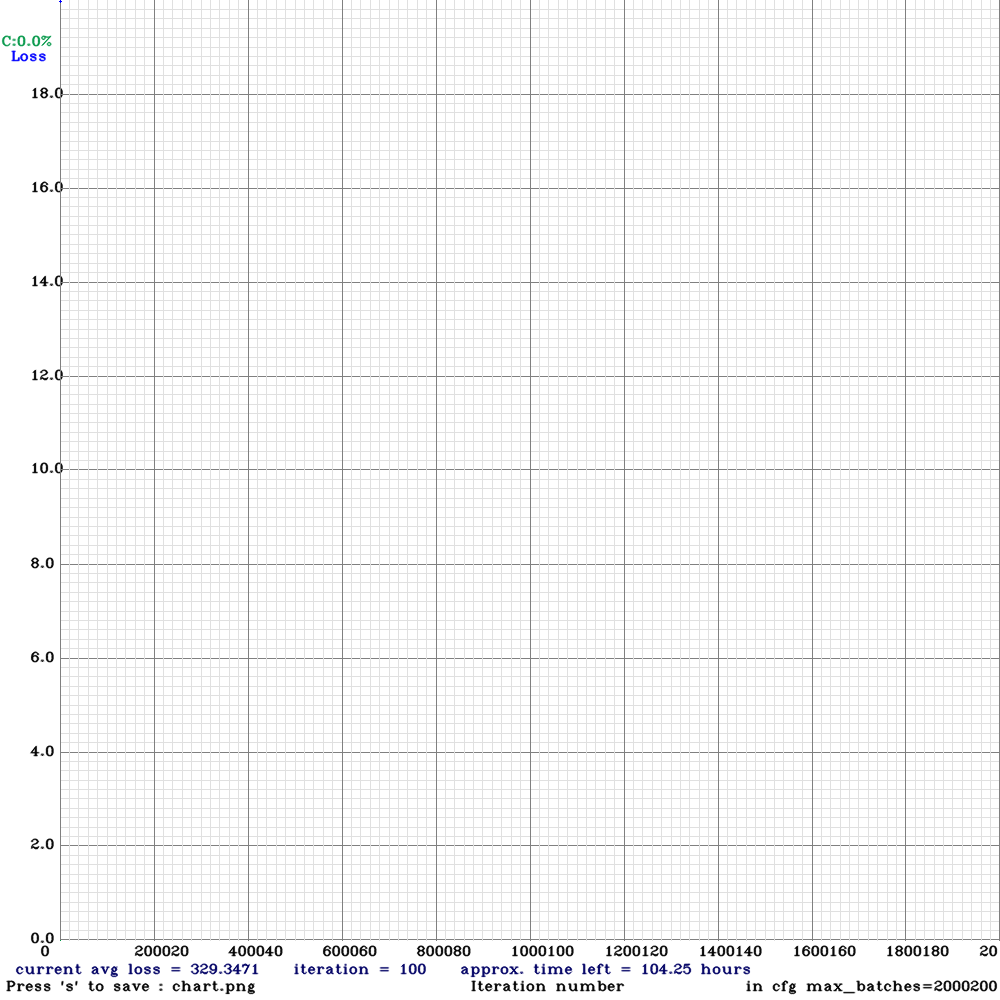 C:0.0%
Loss
18.0
16.0
14.0
12.0
10.0
8.0
6.0
4.0
2.0
0.0
0 200020 400040 600060 800080 1000100 1200120 1400140 1600160 1800180 20
current avg loss = 329.3471 iteration = 100 approx. time left = 104.25 hours
Press 's' to save : chart.png Iteration number in cfg max_batches=2000200